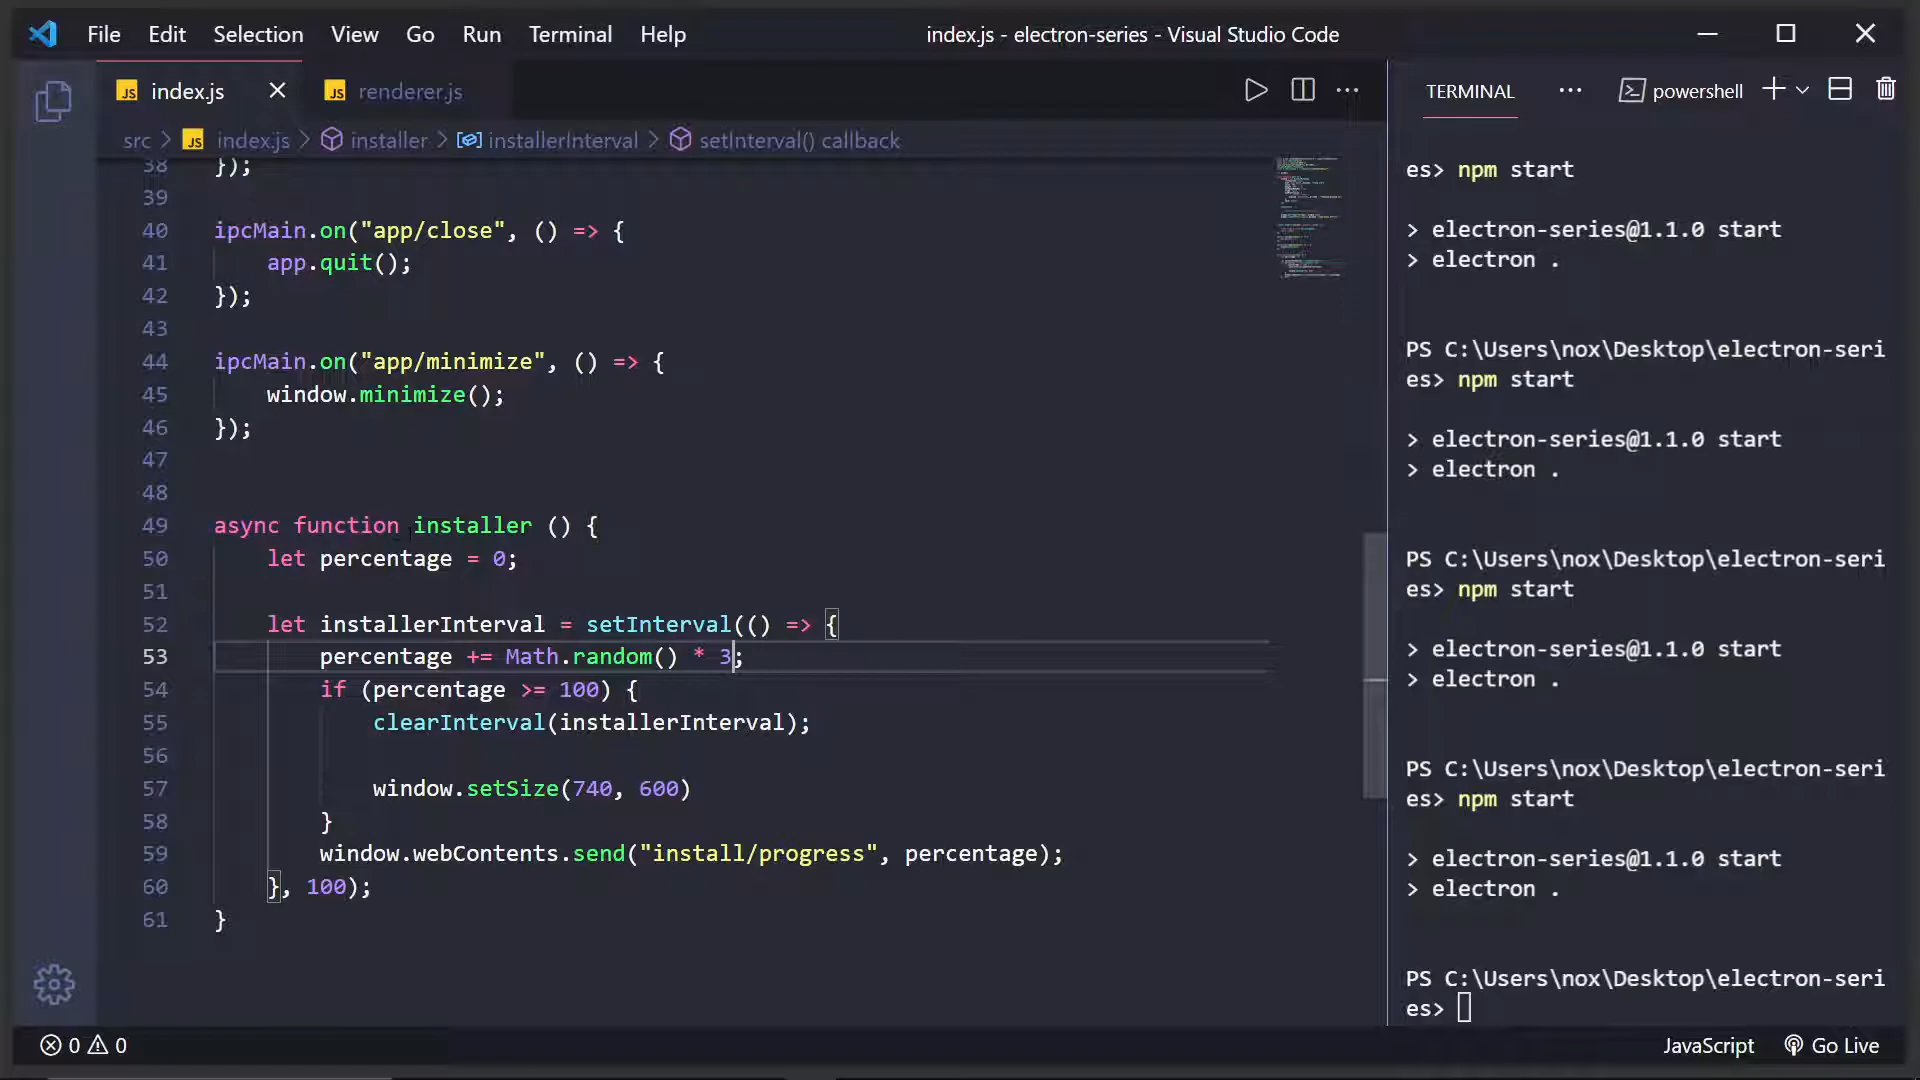 File Edit Selection View Go Run Terminal Help
index.js - electron-series - Visual Studio Code
JS index.js
JS renderer.js
src > JS index.js > installer > installerInterval > setInterval() callback
38 });
39
40 ipcMain.on("app/close", () => {
41 app.quit();
42 });
43
44 ipcMain.on("app/minimize", () => {
45 window.minimize();
46 });
47
48
49 async function installer () {
50 let percentage = 0;
51
52 let installerInterval = setInterval(() => {
53 percentage += Math.random() * 3;
54 if (percentage >= 100) {
55 clearInterval(installerInterval);
56
57 window.setSize(740, 600)
58 }
59 window.webContents.send("install/progress", percentage);
60 }, 100);
61 }
TERMINAL
powershell
es> npm start
> electron-series@1.1.0 start
> electron .
PS C:\Users\nox\Desktop\electron-seri
es> npm start
> electron-series@1.1.0 start
> electron .
PS C:\Users\nox\Desktop\electron-seri
es> npm start
> electron-series@1.1.0 start
> electron .
PS C:\Users\nox\Desktop\electron-seri
es> npm start
> electron-series@1.1.0 start
> electron .
PS C:\Users\nox\Desktop\electron-seri
es>
0 0
JavaScript Go Live